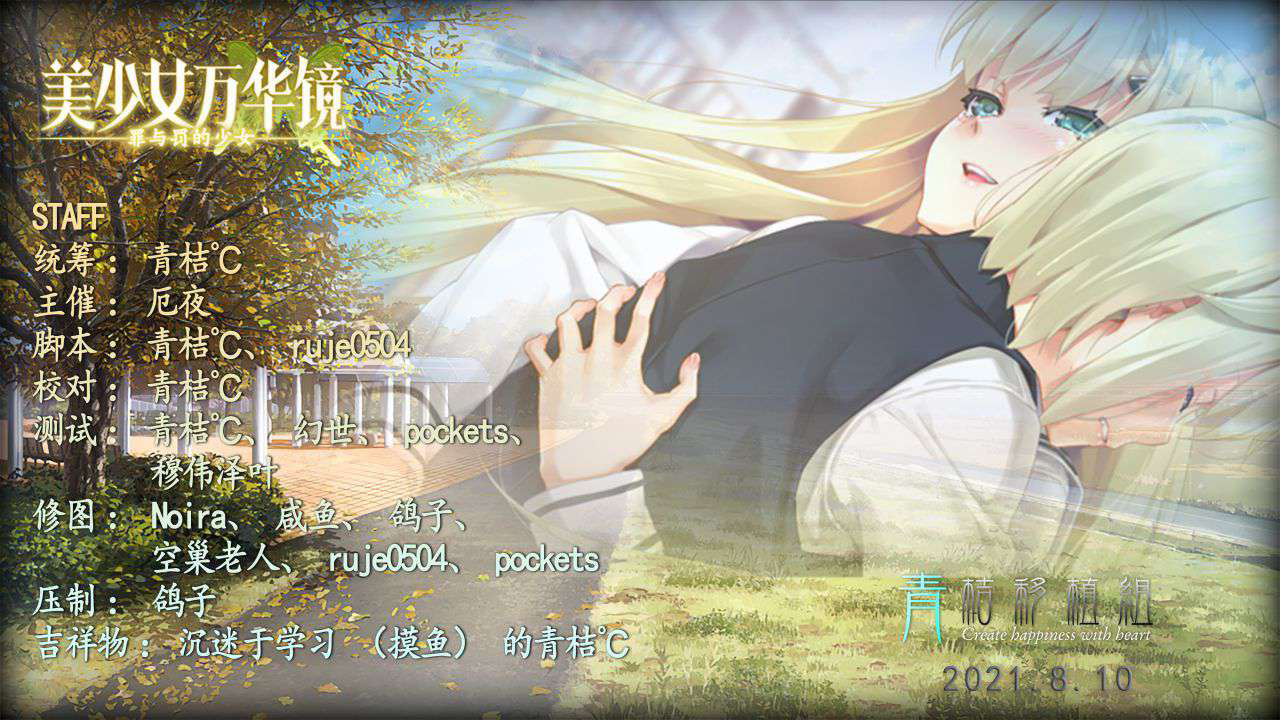 美少女万华镜
罪与罚的少女
STAFF
统筹： 青桔℃
主催： 厄夜
脚本： 青桔℃、 ruje0504
校对： 青桔℃
测试： 青桔℃、 幻世、 pockets、
穆伟泽叶
修图： Noira、 咸鱼、 鸽子、
空巢老人、 ruje0504、 pockets
压制： 鸽子
吉祥物： 沉迷于学习 （摸鱼） 的青桔℃
青桔移植組
Create happiness with heart
2021.8.10